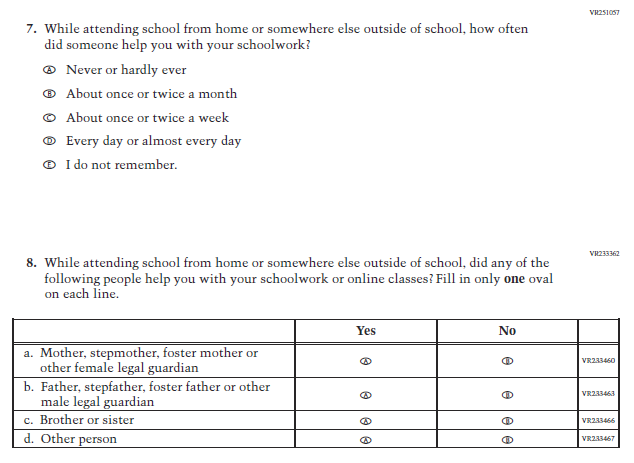 VR251057
7. While attending school from home or somewhere else outside of school, how often
did someone help you with your schoolwork?
A Never or hardly ever
B About once or twice a month
C About once or twice a week
D Every day or almost every day
E I do not remember.
VR233362
8. While attending school from home or somewhere else outside of school, did any of the
following people help you with your schoolwork or online classes? Fill in only one oval
on each line.
Yes No
a. Mother, stepmother, foster mother or
other female legal guardian
A B VR233460
b. Father, stepfather, foster father or other
male legal guardian
A B VR233463
c. Brother or sister A B VR233466
d. Other person A B VR233467